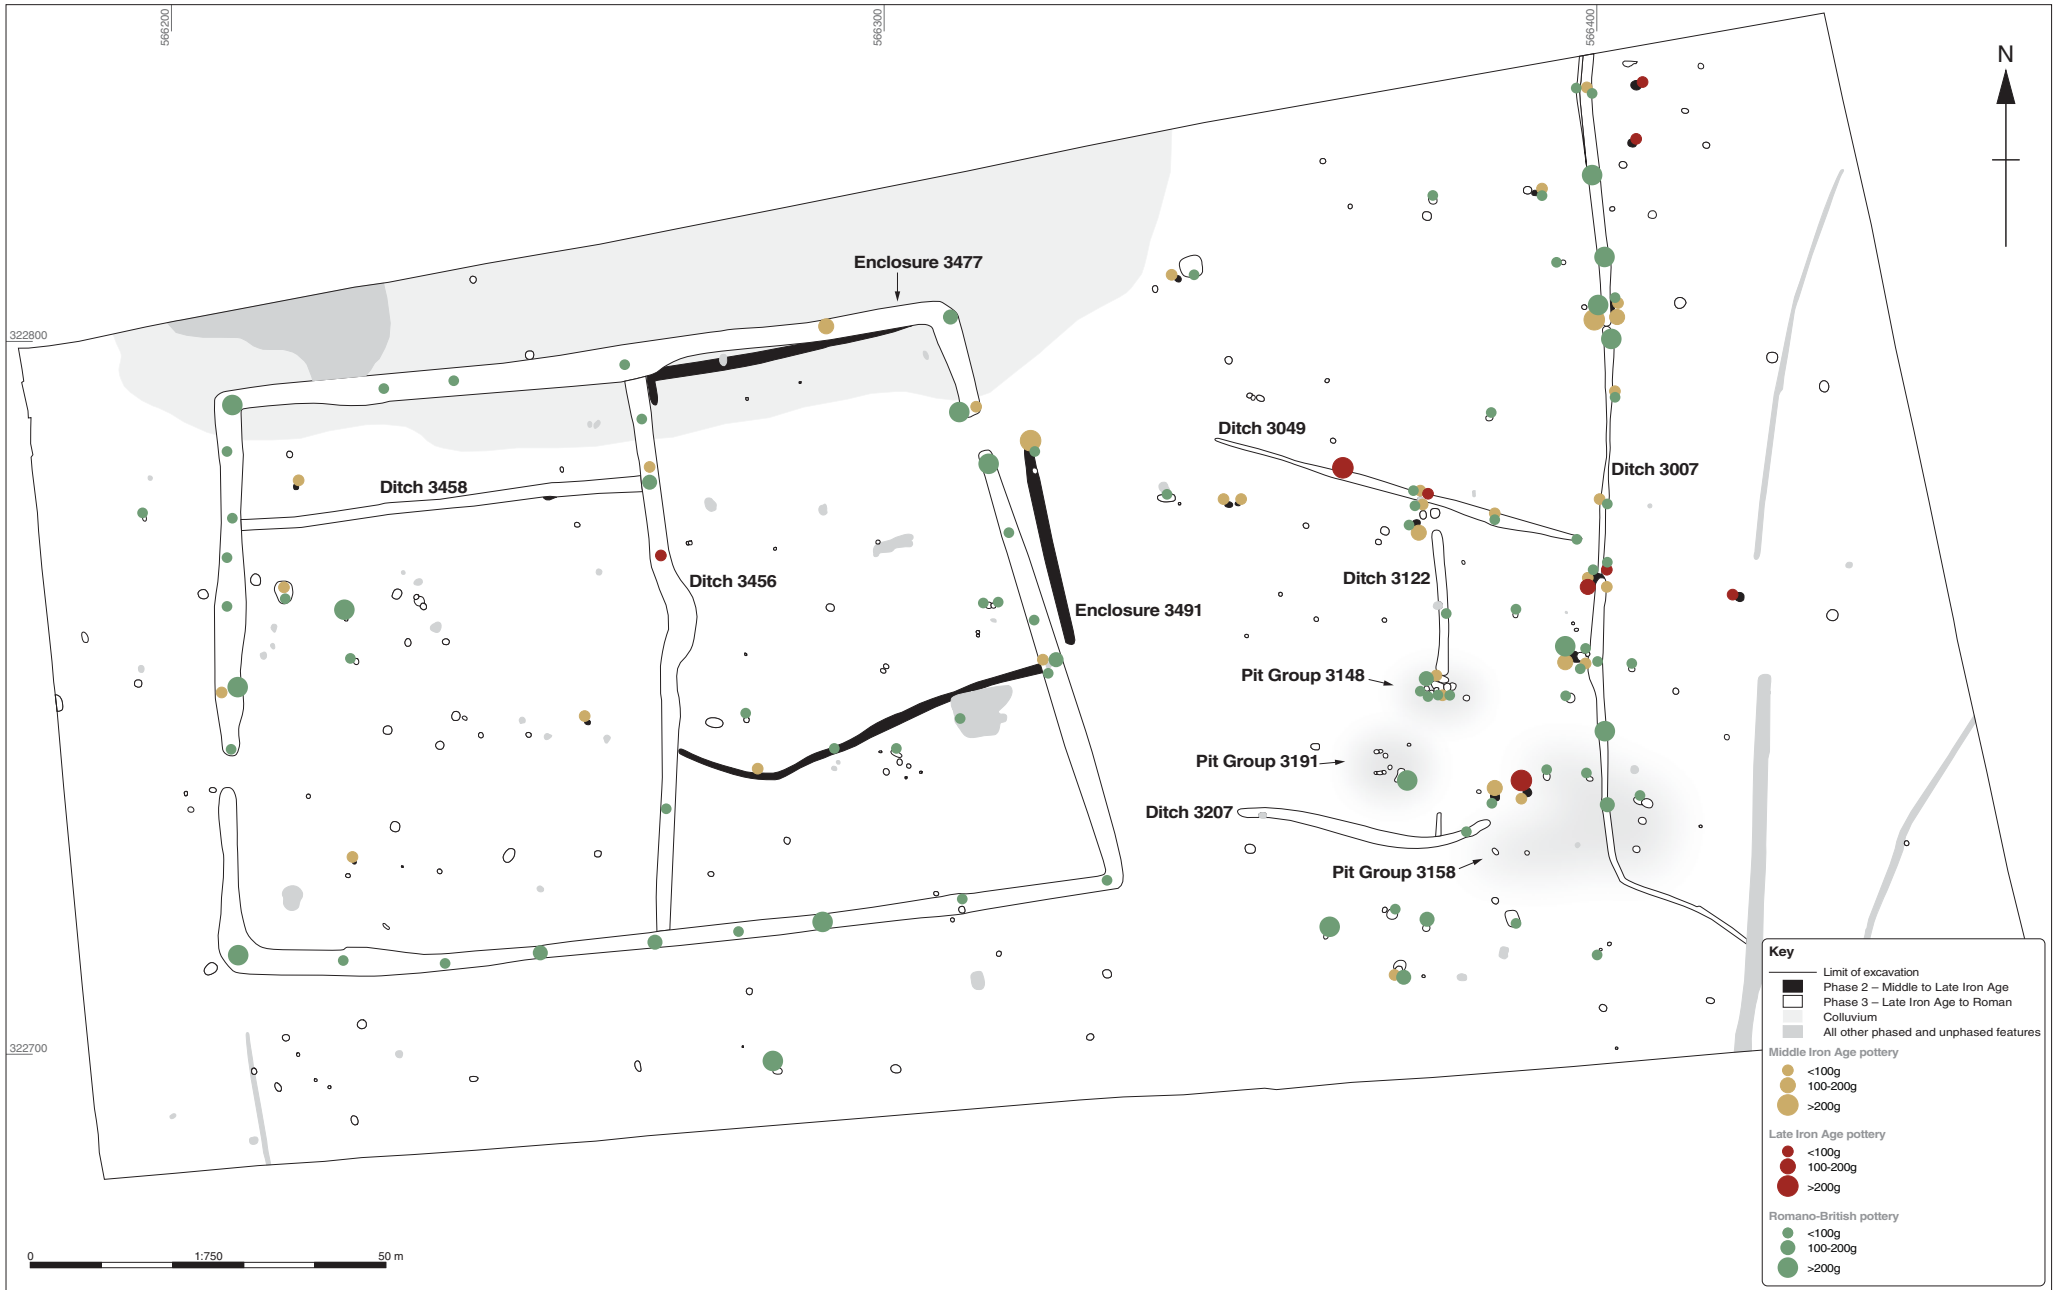 566200
566300
566400
N
Enclosure 3477
322800
Ditch 3049
Ditch 3007
Ditch 3458
Ditch 3456
Ditch 3122
Enclosure 3491
Pit Group 3148
Pit Group 3191
Ditch 3207
Pit Group 3158
322700
0 1:750 50 m
Key
Limit of excavation
Phase 2 – Middle to Late Iron Age
Phase 3 – Late Iron Age to Roman
Colluvium
All other phased and unphased features
Middle Iron Age pottery
<100g
100-200g
>200g
Late Iron Age pottery
<100g
100-200g
>200g
Romano-British pottery
<100g
100-200g
>200g